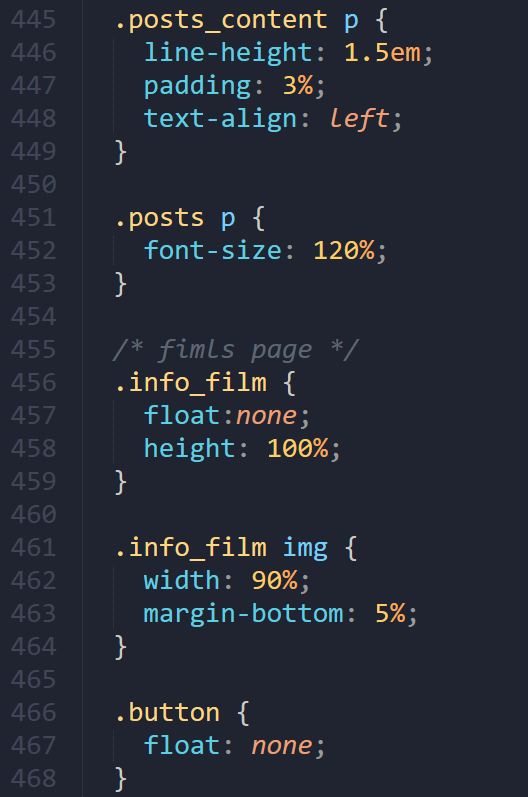 445 .posts_content p {
446 line-height: 1.5em;
447 padding: 3%;
448 text-align: left;
449 }
450
451 .posts p {
452 font-size: 120%;
453 }
454
455 /* fimls page */
456 .info_film {
457 float:none;
458 height: 100%;
459 }
460
461 .info_film img {
462 width: 90%;
463 margin-bottom: 5%;
464 }
465
466 .button {
467 float: none;
468 }